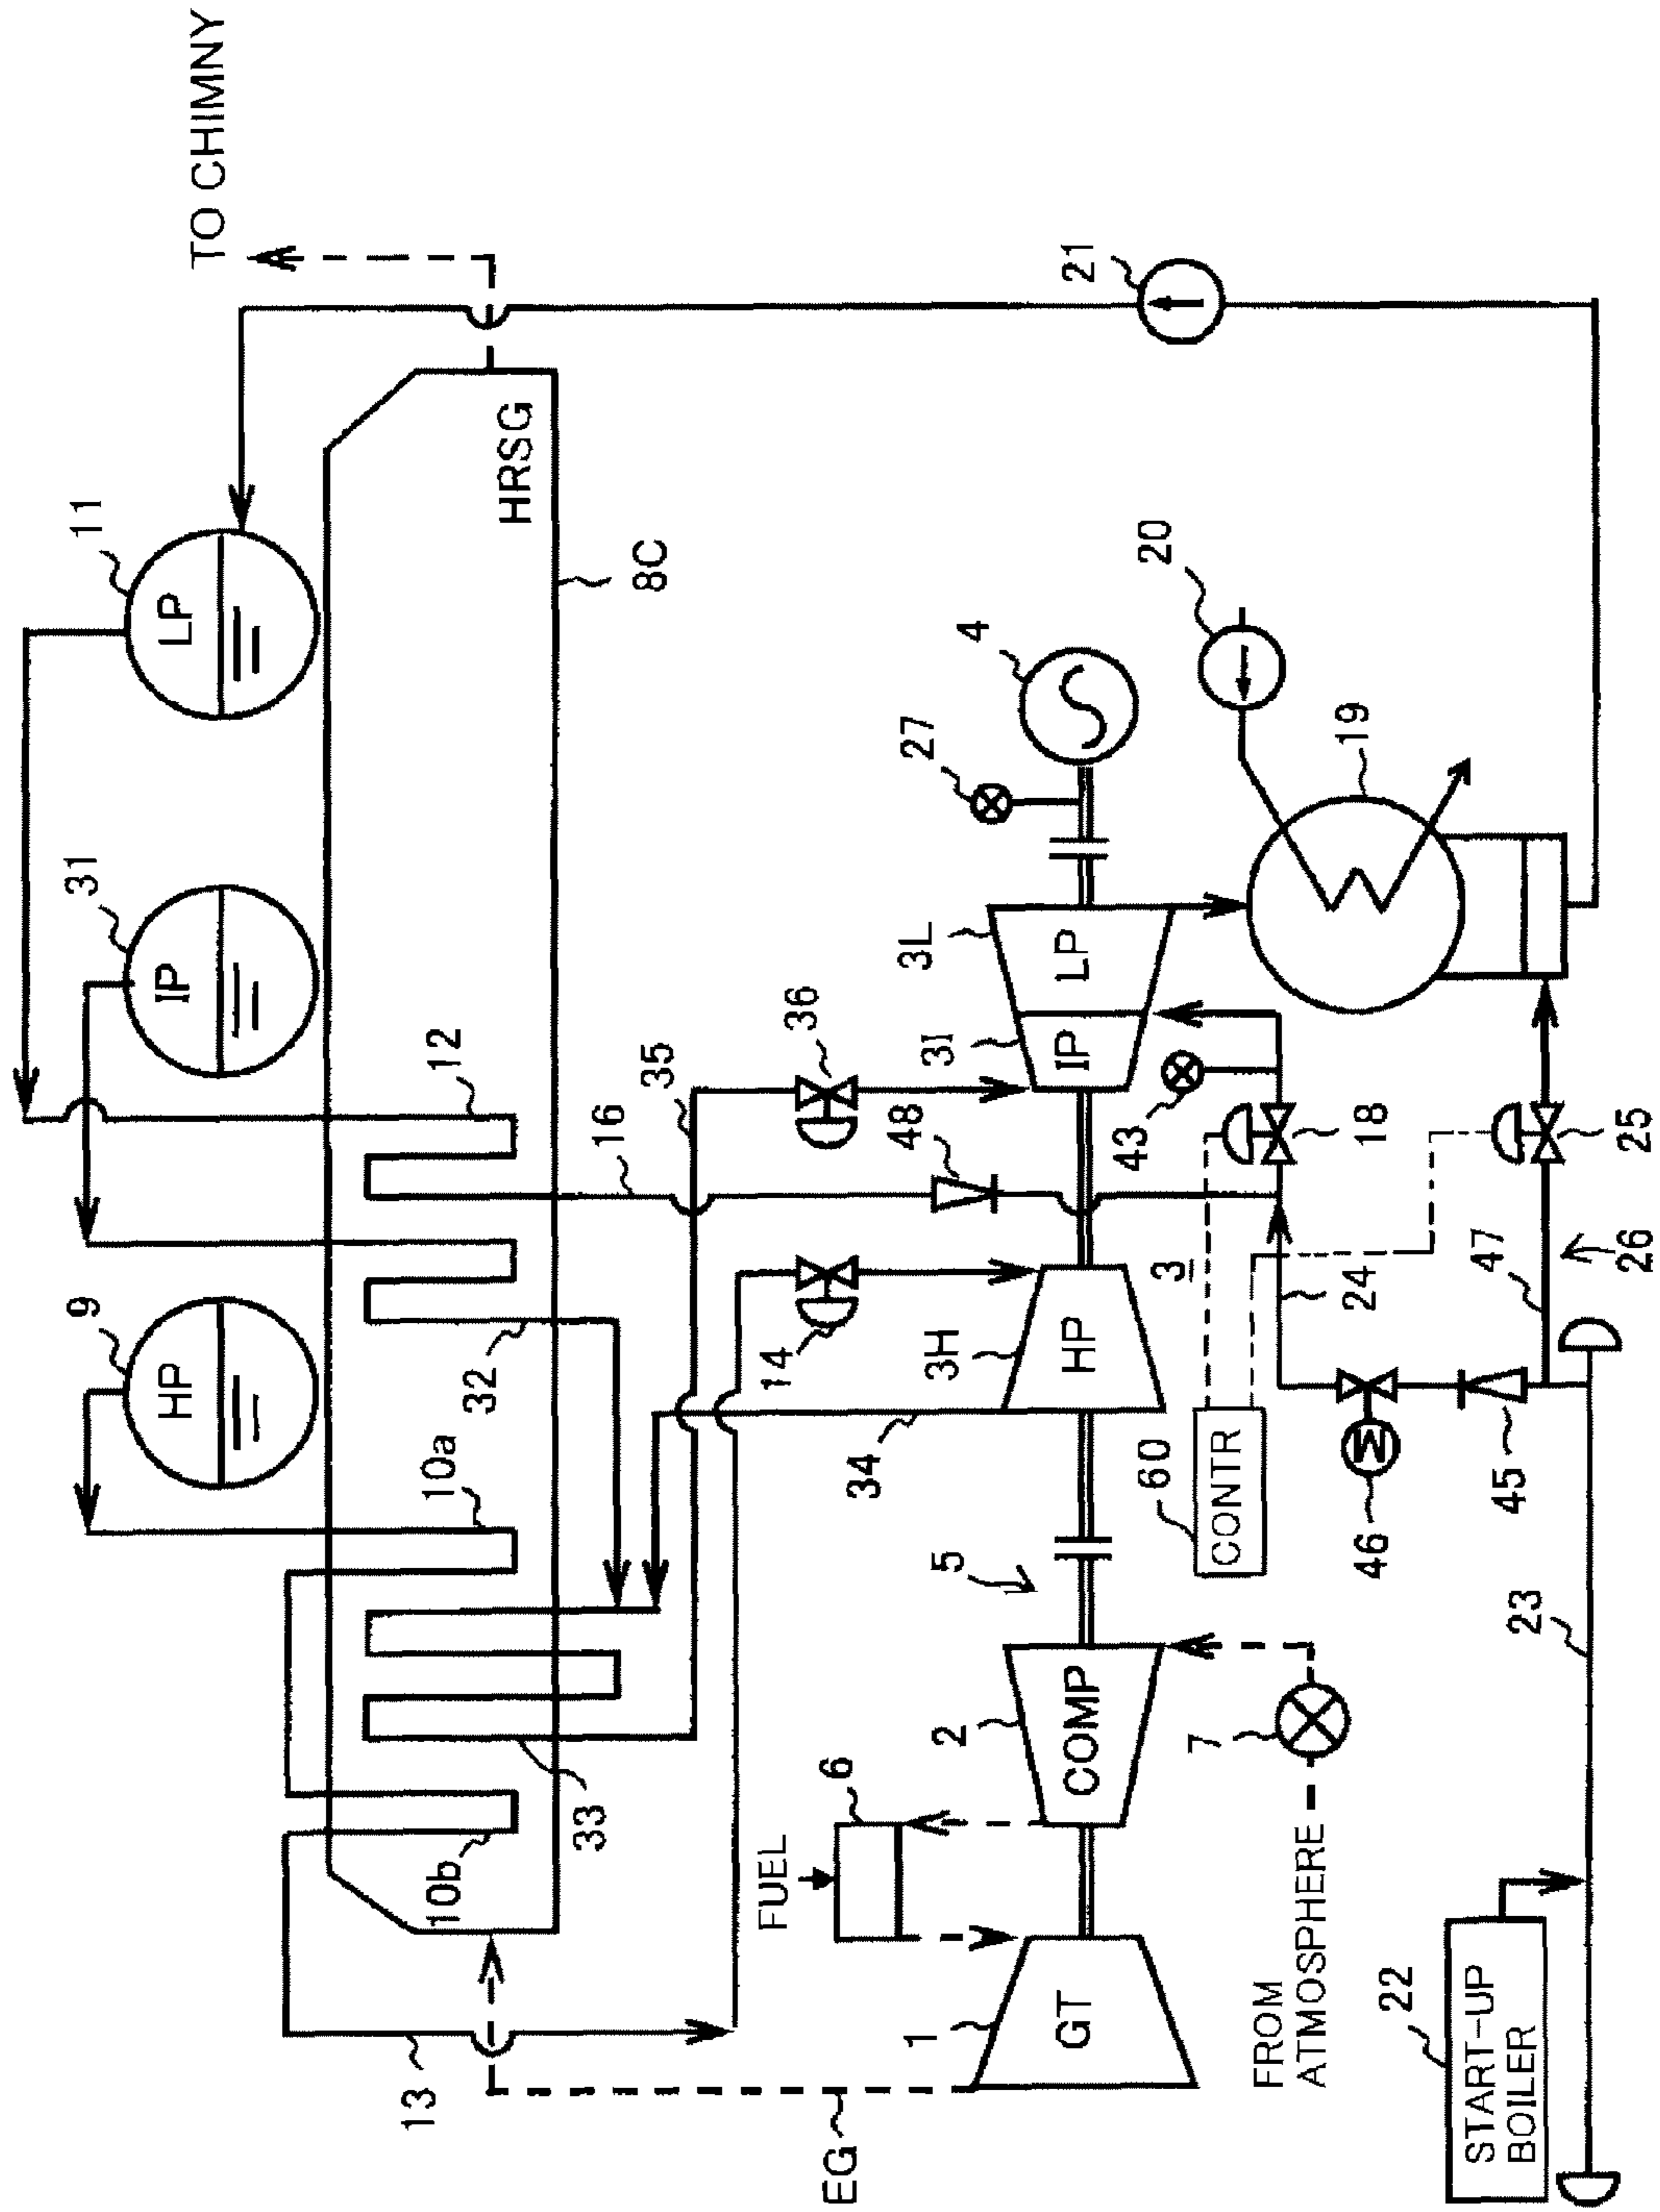 9
31
11
HP
IP
LP
TO CHIMNY
13
10b
10a
12
32
HRSG
33
16
35
8C
FUEL
14
36
EG
6
34
48
27
1
2
5
3H
3I
3L
4
GT
COMP
HP
IP
LP
21
7
60
3
43
20
CONTR
FROM
ATMOSPHERE
46
M
24
18
19
22
START-UP
BOILER
23
45
47
26
25